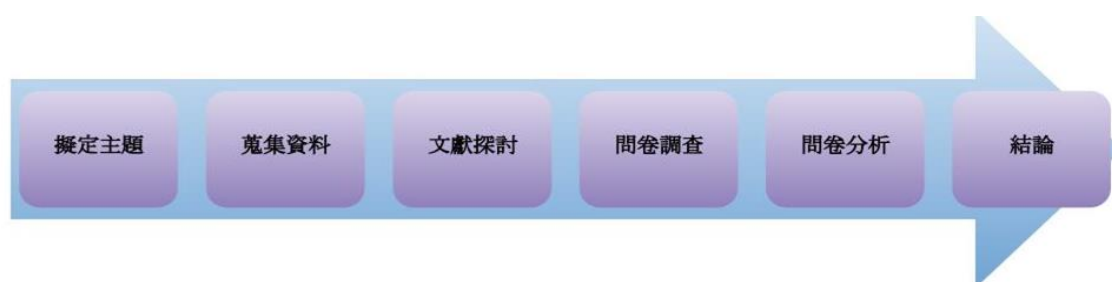 擬定主題
蒐集資料
文獻探討
問卷調查
問卷分析
結論